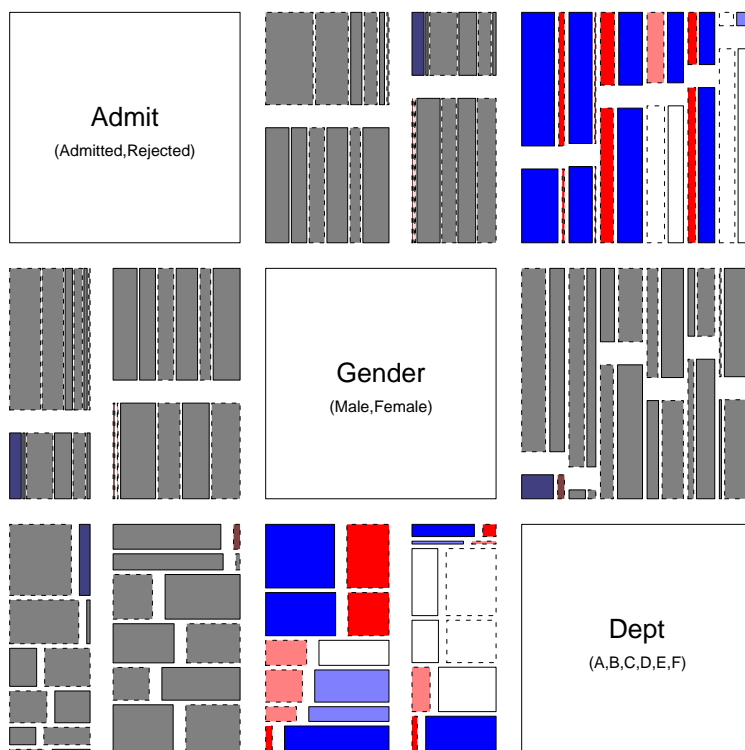 Admit
(Admitted,Rejected)
Gender
(Male,Female)
Dept
(A,B,C,D,E,F)